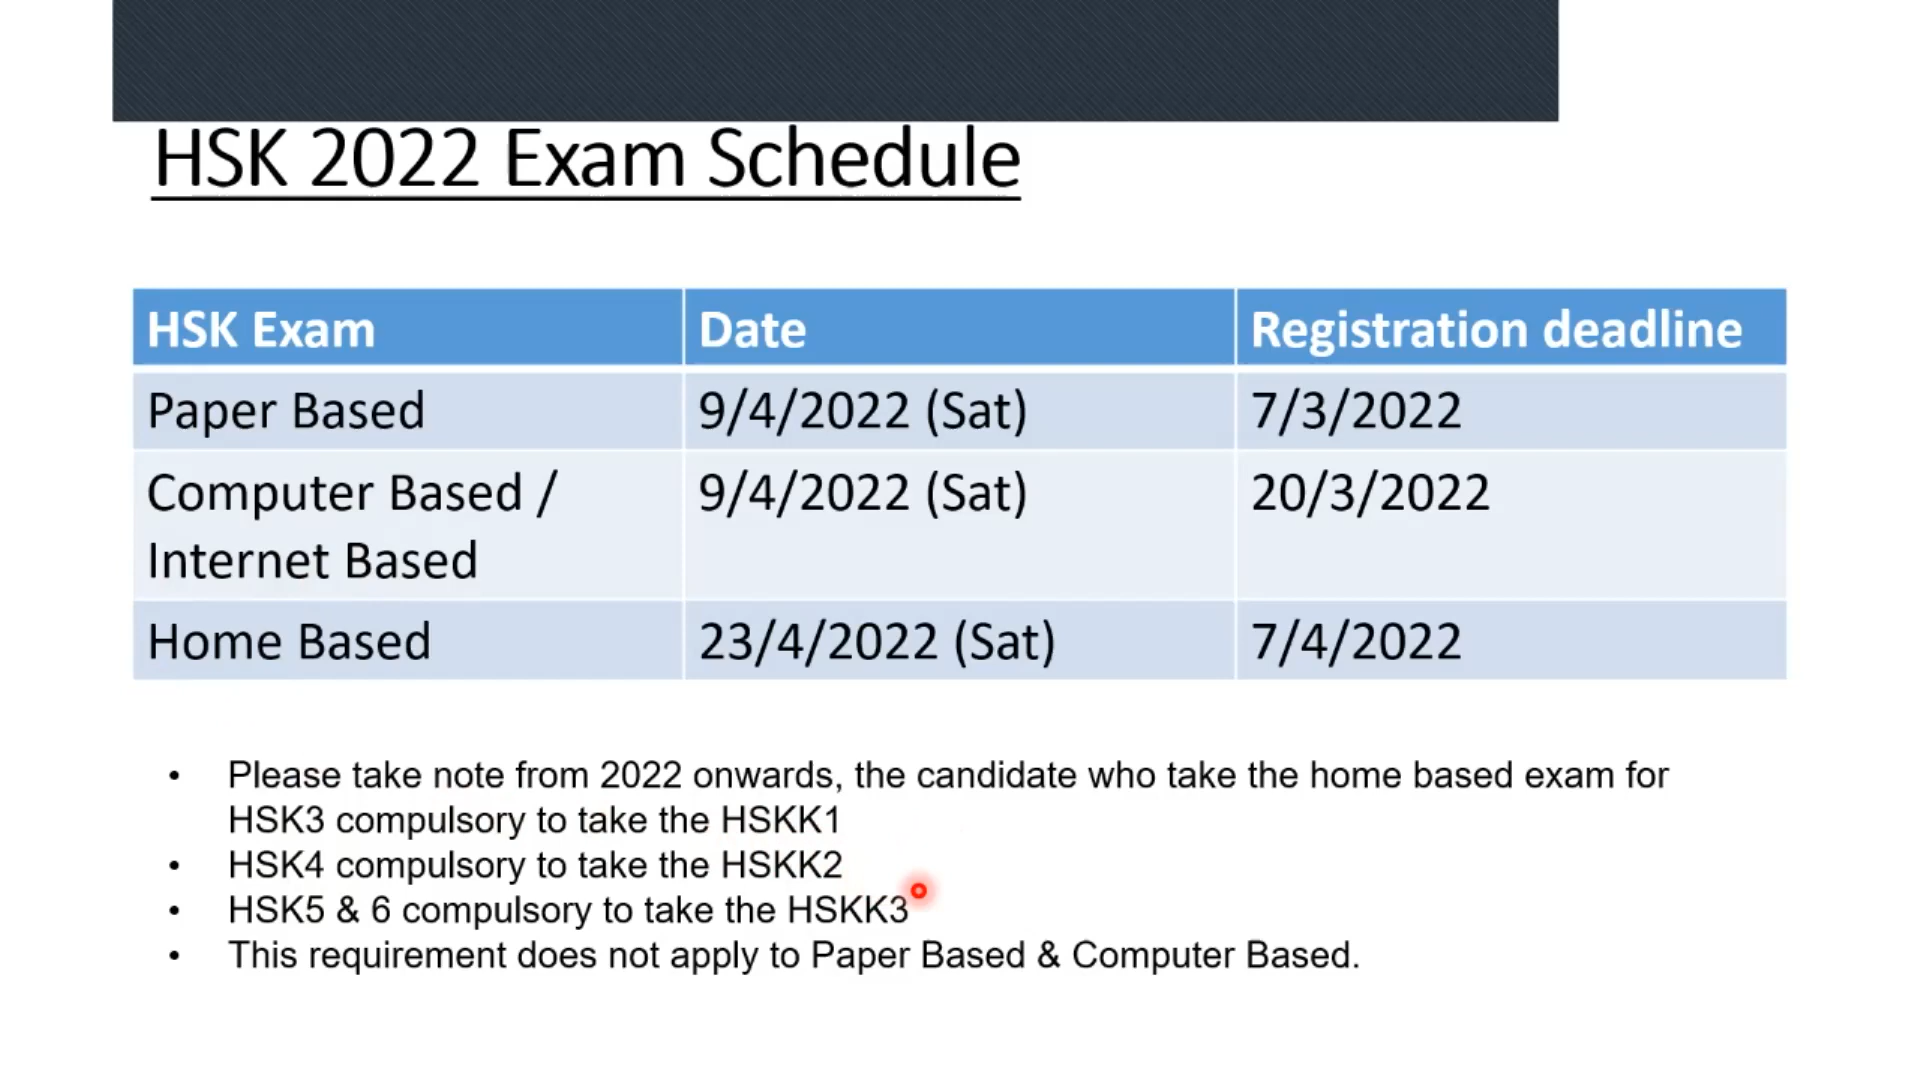 HSK 2022 Exam Schedule
HSK Exam
Date
Registration deadline
Paper Based
9/4/2022 (Sat)
7/3/2022
Computer Based /
Internet Based
9/4/2022 (Sat)
20/3/2022
Home Based
23/4/2022 (Sat)
7/4/2022
• Please take note from 2022 onwards, the candidate who take the home based exam for
HSK3 compulsory to take the HSKK1
• HSK4 compulsory to take the HSKK2
• HSK5 & 6 compulsory to take the HSKK3
• This requirement does not apply to Paper Based & Computer Based.